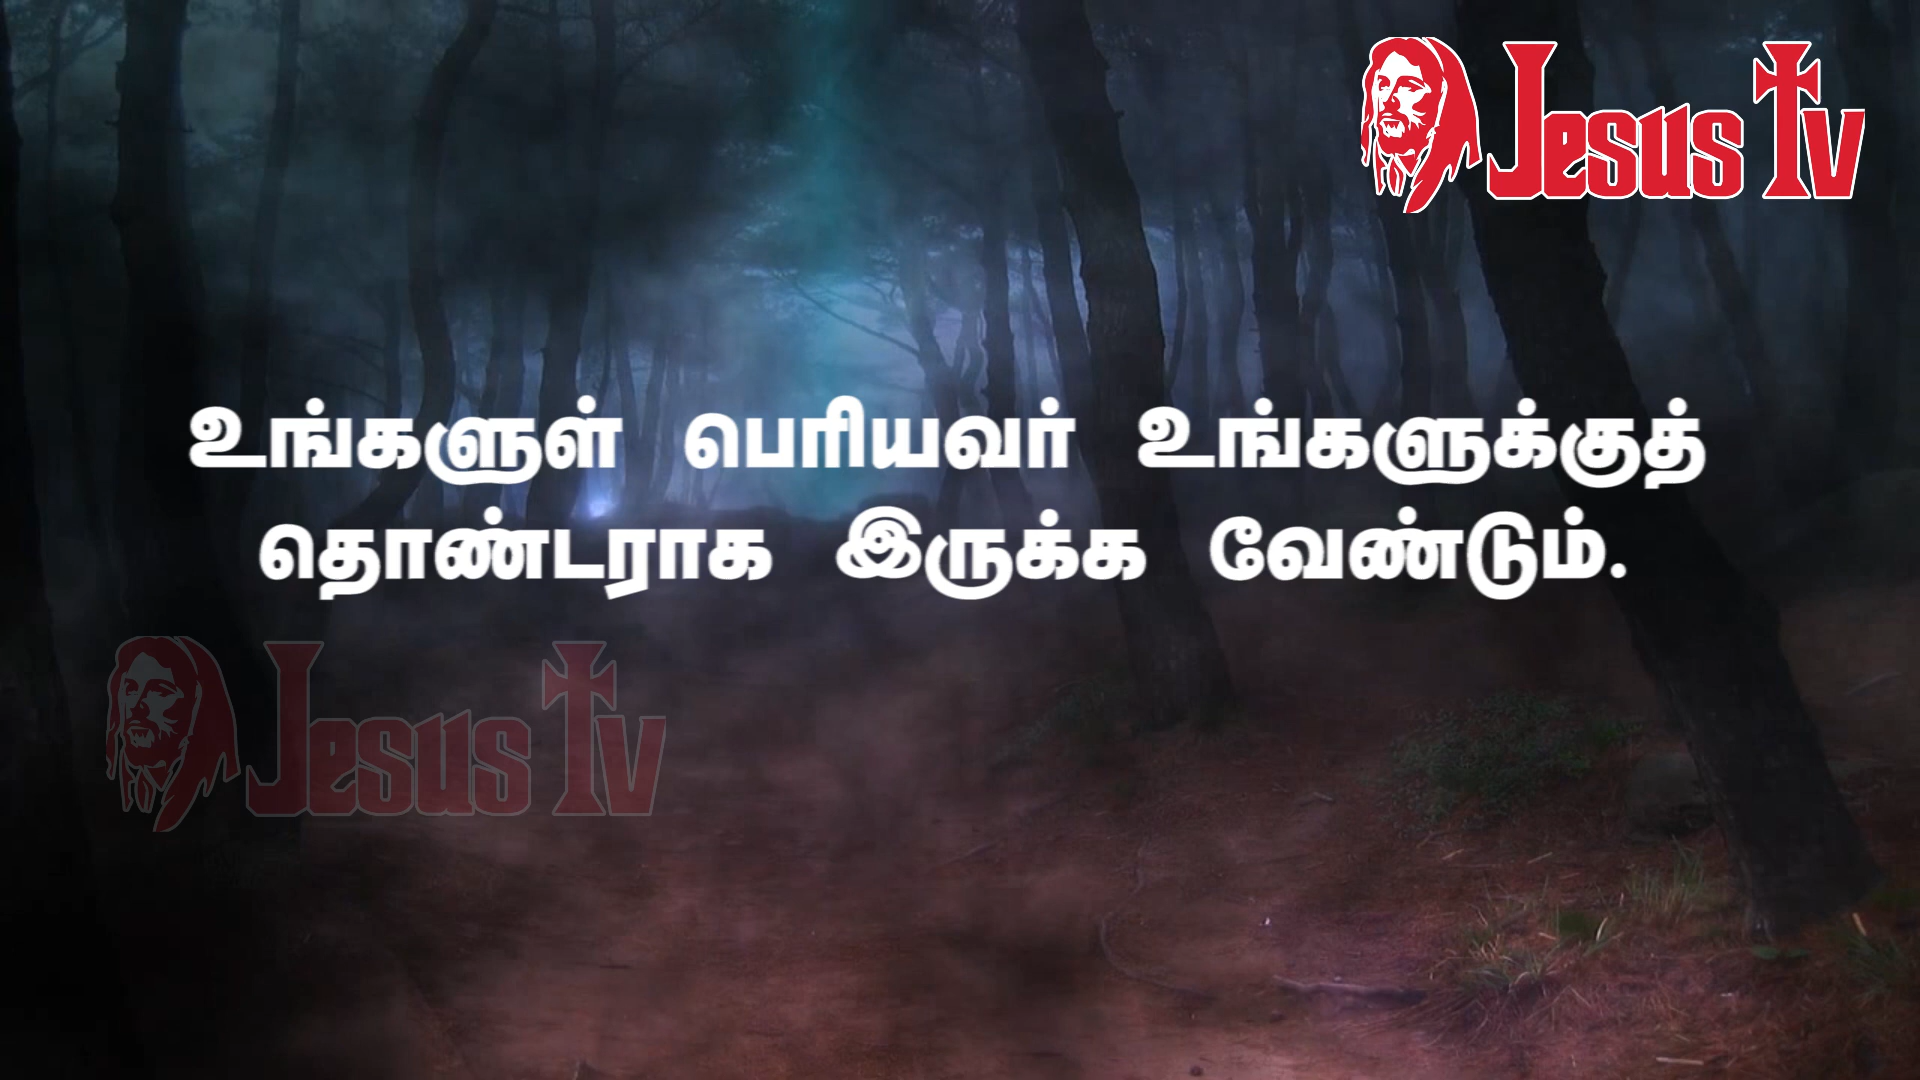 Jesus Tv
உங்களுள் பெரியவர் உங்களுக்குத்
தொண்டராக இருக்க வேண்டும்.
Jesus Tv